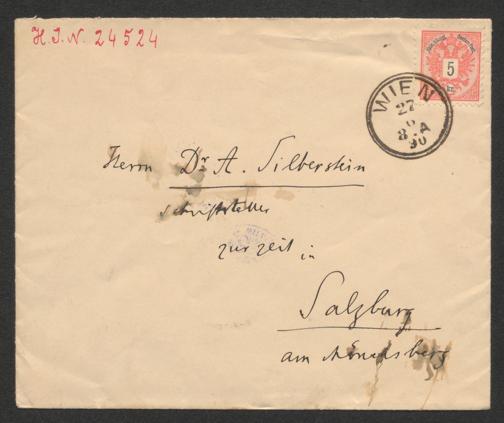 H. I. N. 24524
5
WIEN
27
8
A
90
Herrn Dr A. Silberstein
Schriftsteller
zur Zeit in
Salzburg
am Mönchsberg